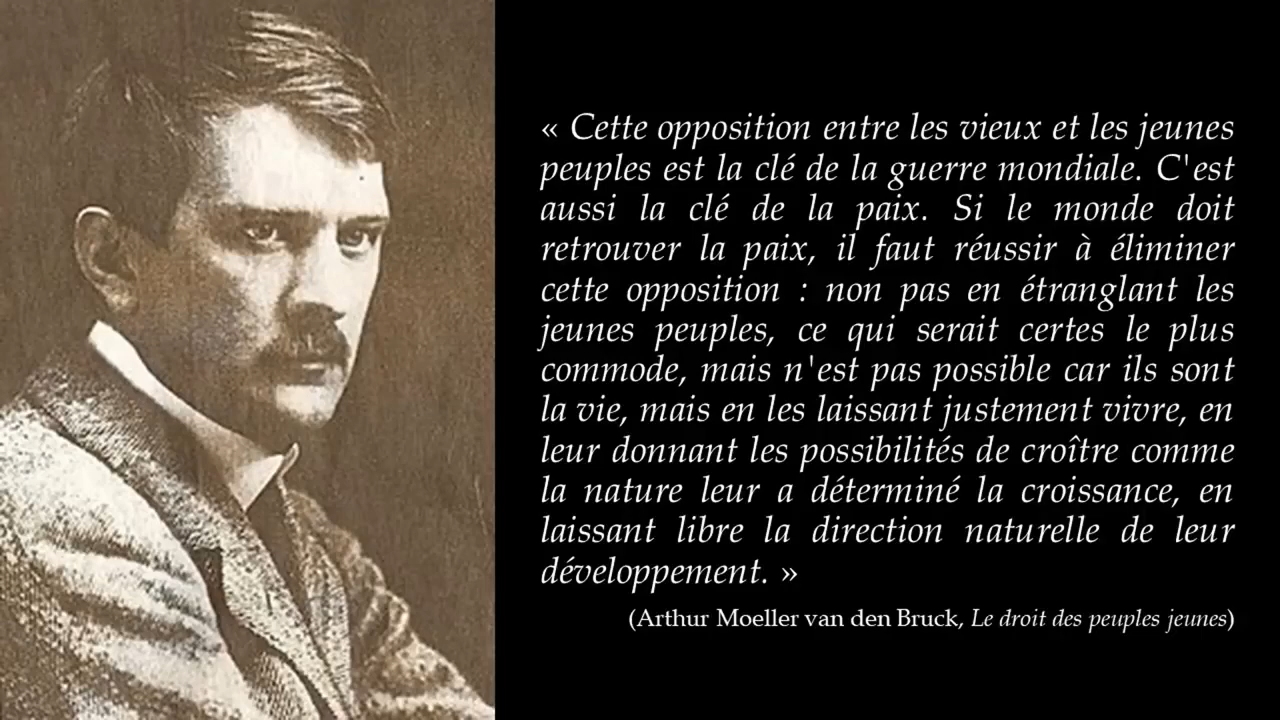 « Cette opposition entre les vieux et les jeunes
peuples est la clé de la guerre mondiale. C'est
aussi la clé de la paix. Si le monde doit
retrouver la paix, il faut réussir à éliminer
cette opposition : non pas en étranglant les
jeunes peuples, ce qui serait certes le plus
commode, mais n'est pas possible car ils sont
la vie, mais en les laissant justement vivre, en
leur donnant les possibilités de croître comme
la nature leur a déterminé la croissance, en
laissant libre la direction naturelle de leur
développement. »
(Arthur Moeller van den Bruck, Le droit des peuples jeunes)